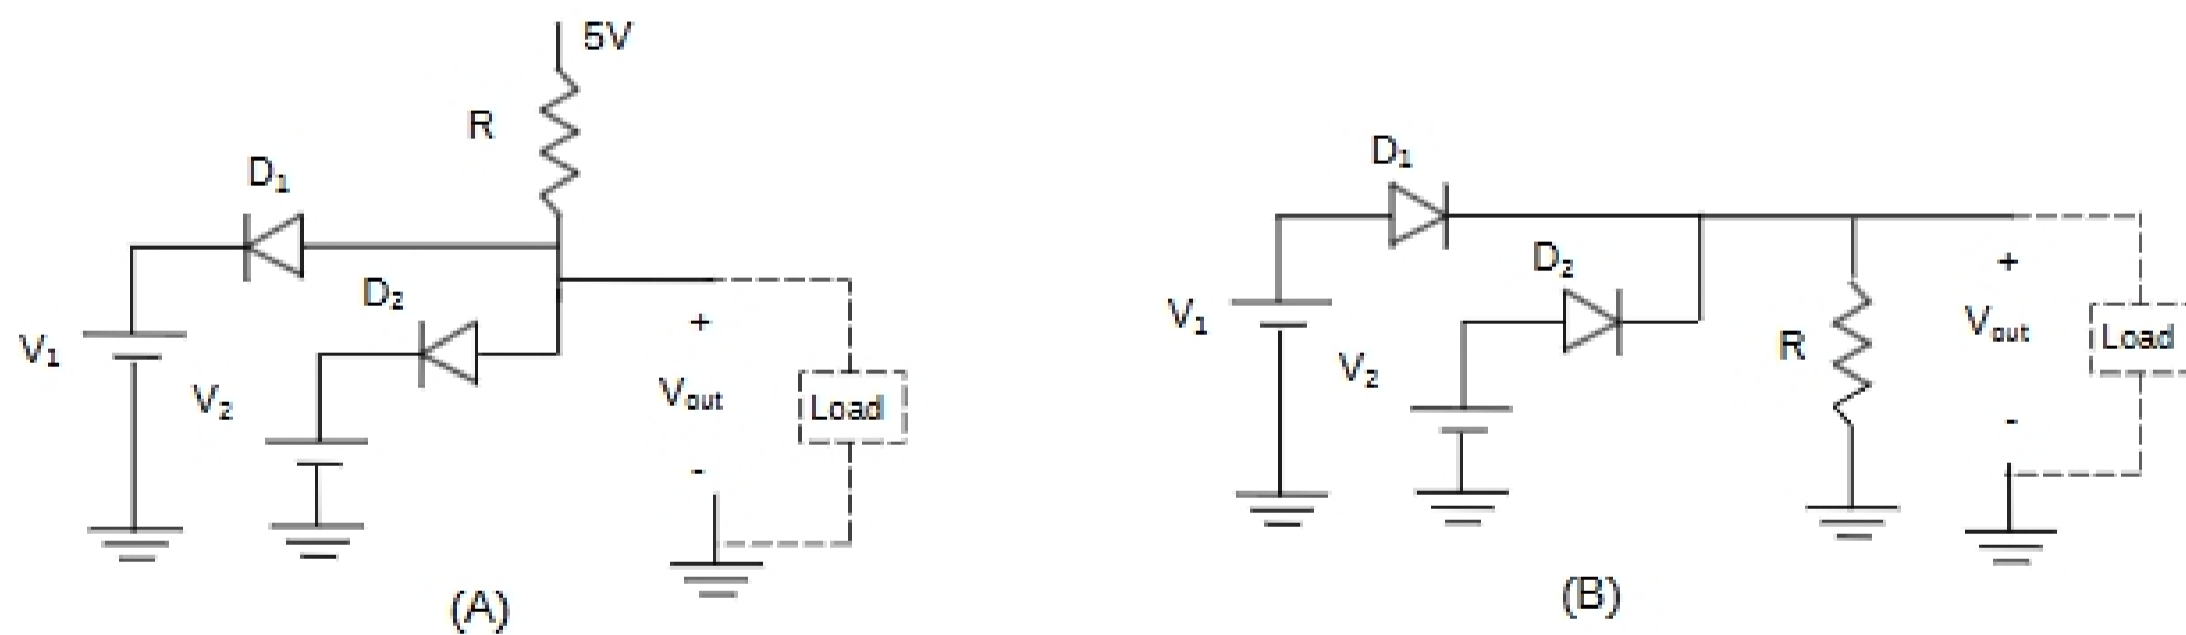 5V
R
D₁
D₂
V₁
V₂
+
Vout
-
Load
(A)
D₁
D₂
V₁
V₂
R
+
Vout
-
Load
(B)